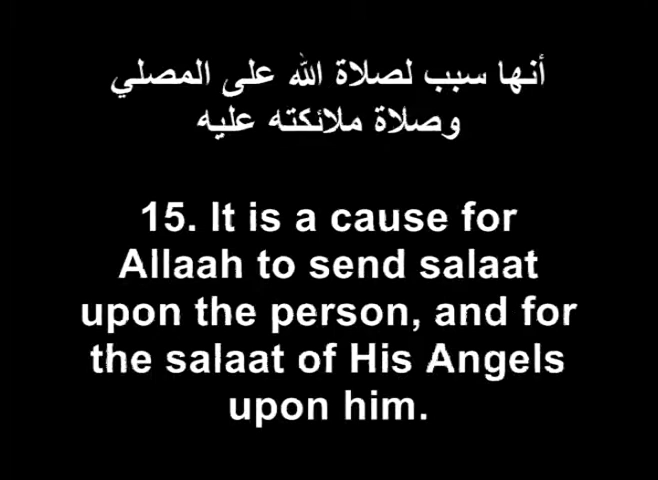 أنها سبب لصلاة الله على المصلي
وصلاة ملائكته عليه
15. It is a cause for
Allaah to send salaat
upon the person, and for
the salaat of His Angels
upon him.